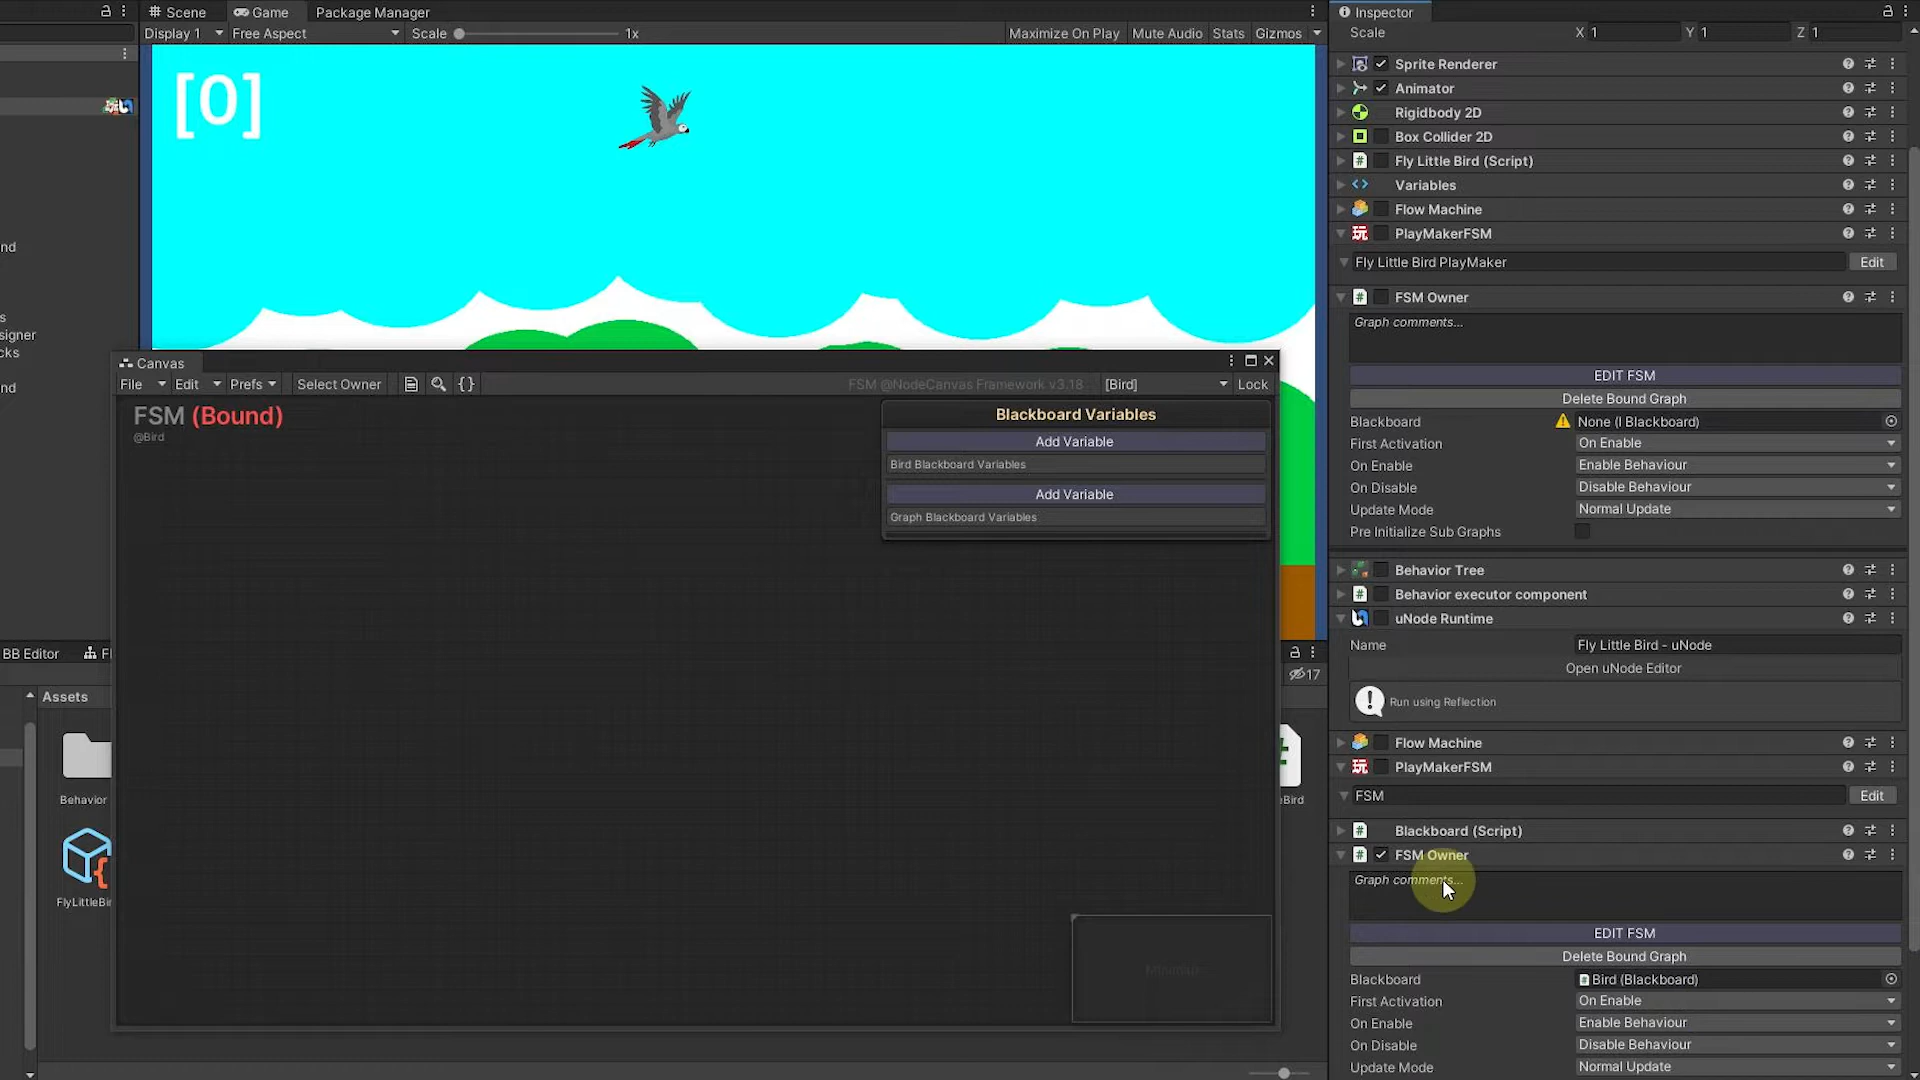 Scene
Game
Package Manager
Display 1
Free Aspect
Scale
1x
Maximize On Play
Mute Audio
Stats
Gizmos
[0]
nd
s
signer
cks
nd
BB Editor
Assets
Behavior
FlyLittleBir
17
eBird
Canvas
File
Edit
Prefs
Select Owner
{}
FSM @NodeCanvas Framework v3.18
[Bird]
Lock
FSM (Bound)
@Bird
Blackboard Variables
Add Variable
Bird Blackboard Variables
Add Variable
Graph Blackboard Variables
Minimap
Inspector
Scale
X 1
Y 1
Z 1
Sprite Renderer
Animator
Rigidbody 2D
Box Collider 2D
Fly Little Bird (Script)
Variables
Flow Machine
PlayMakerFSM
Fly Little Bird PlayMaker
Edit
FSM Owner
Graph comments...
EDIT FSM
Delete Bound Graph
Blackboard
None (I Blackboard)
First Activation
On Enable
On Enable
Enable Behaviour
On Disable
Disable Behaviour
Update Mode
Normal Update
Pre Initialize Sub Graphs
Behavior Tree
Behavior executor component
uNode Runtime
Name
Fly Little Bird - uNode
Open uNode Editor
Run using Reflection
Flow Machine
PlayMakerFSM
FSM
Edit
Blackboard (Script)
FSM Owner
Graph comments...
EDIT FSM
Delete Bound Graph
Blackboard
Bird (Blackboard)
First Activation
On Enable
On Enable
Enable Behaviour
On Disable
Disable Behaviour
Update Mode
Normal Update